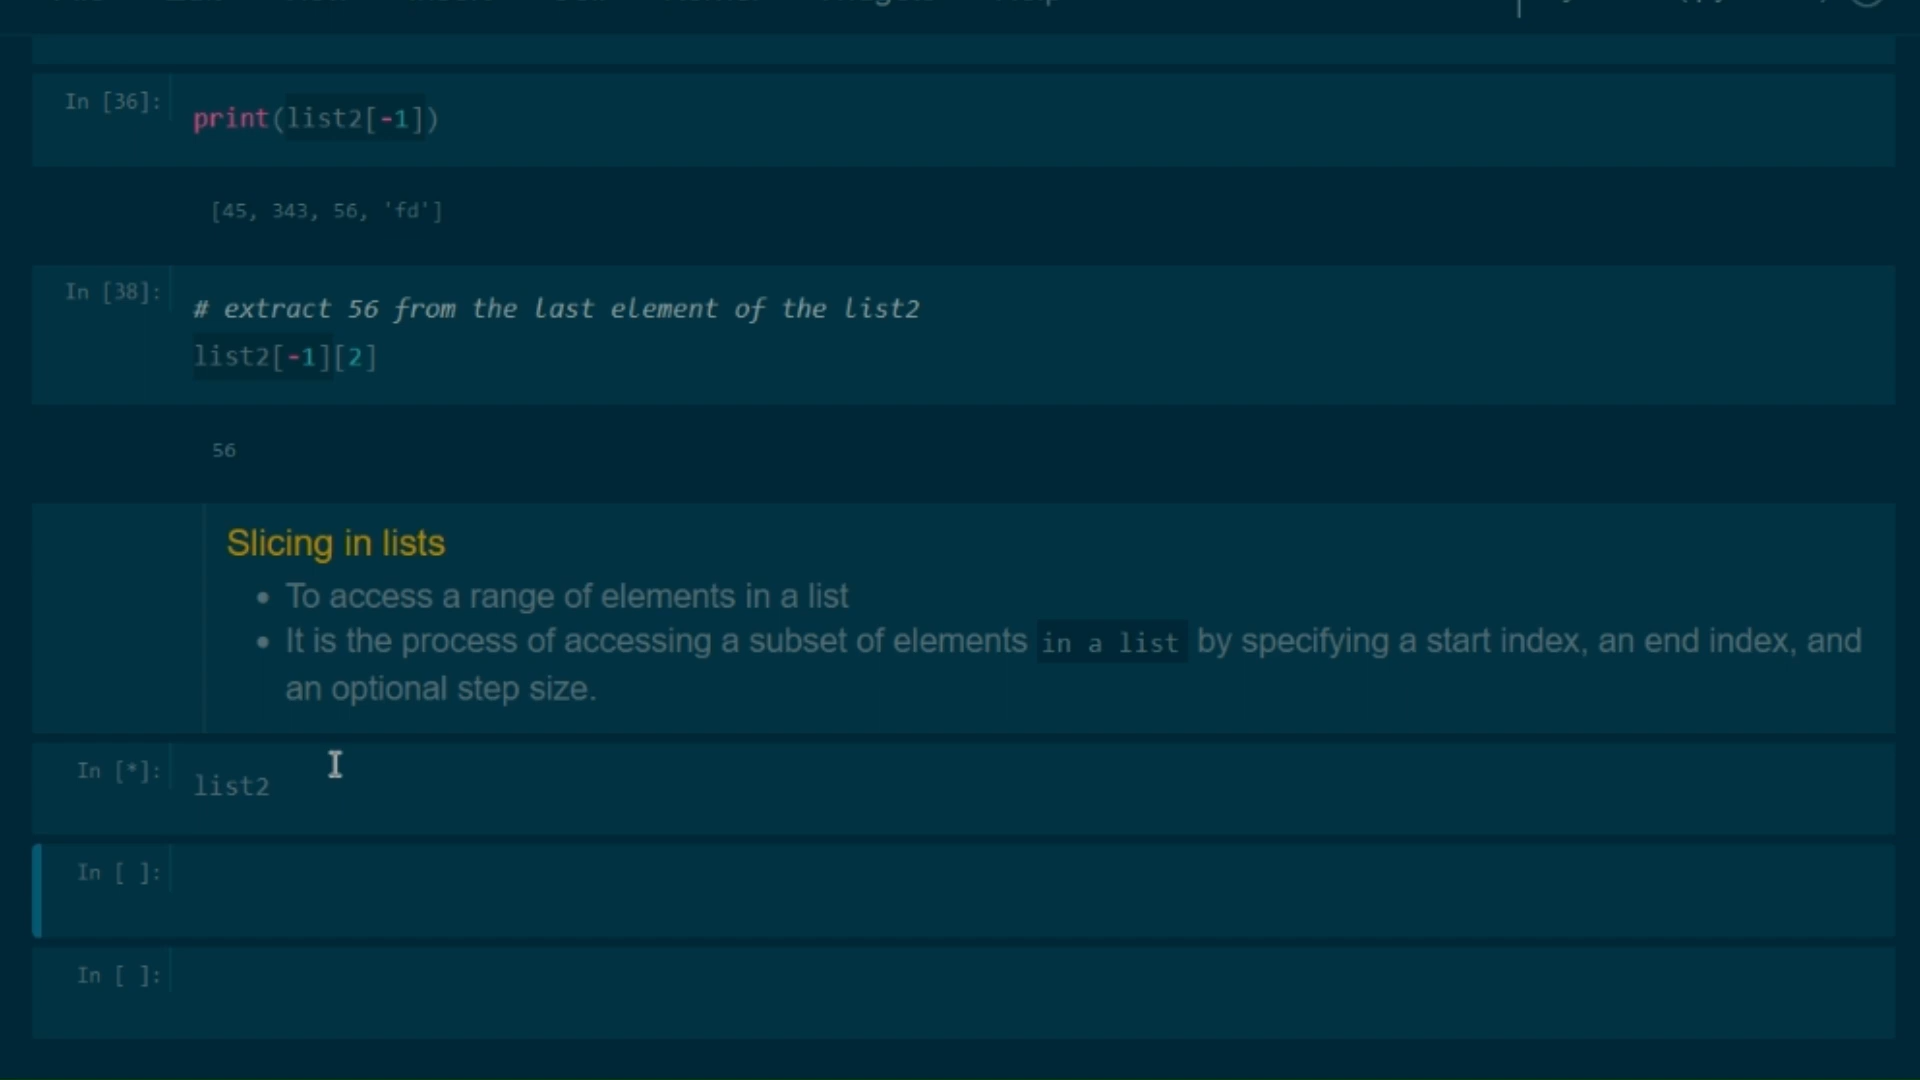 In [36]:
print(list2[-1])
[45, 343, 56, 'fd']
In [38]:
# extract 56 from the last element of the list2
list2[-1][2]
56
Slicing in lists
• To access a range of elements in a list
• It is the process of accessing a subset of elements in a list by specifying a start index, an end index, and
an optional step size.
In [*]:
list2
In [ ]:
In [ ]: